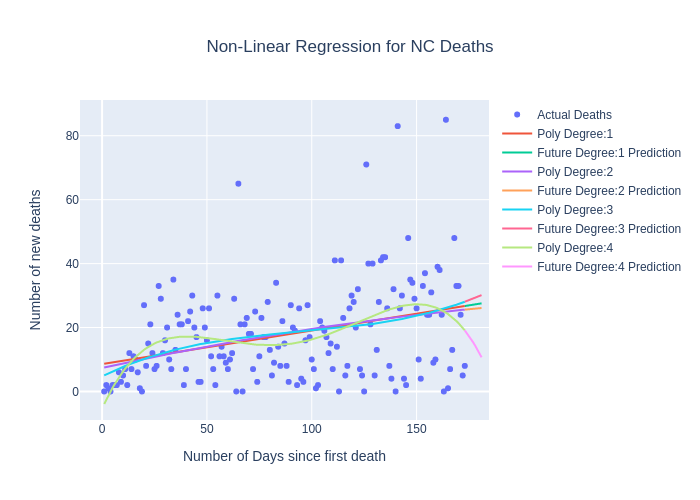 Non-Linear Regression for NC Deaths
Number of new deaths
80
60
40
20
0
0
50
100
150
Number of Days since first death
Actual Deaths
Poly Degree:1
Future Degree:1 Prediction
Poly Degree:2
Future Degree:2 Prediction
Poly Degree:3
Future Degree:3 Prediction
Poly Degree:4
Future Degree:4 Prediction